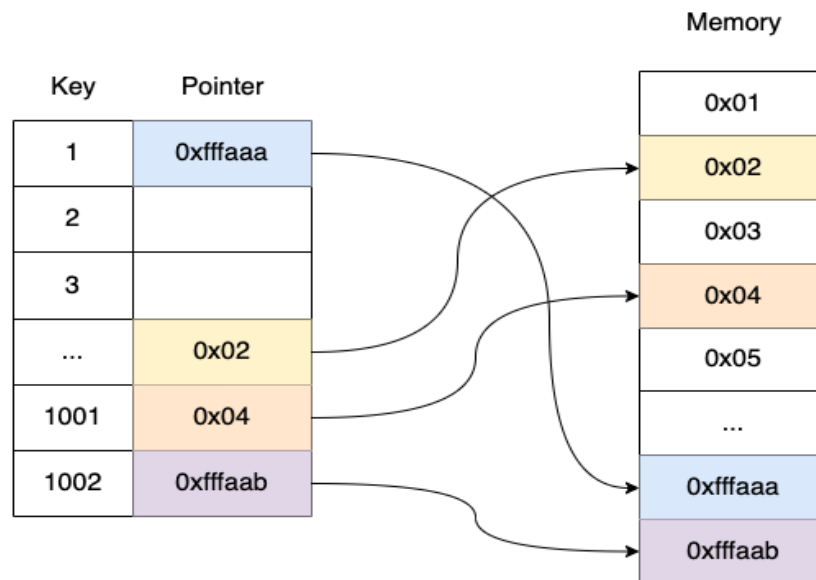 Memory
Key Pointer
1 0xfffaaa
2
3
... 0x02
1001 0x04
1002 0xfffaab
0x01
0x02
0x03
0x04
0x05
...
0xfffaaa
0xfffaab